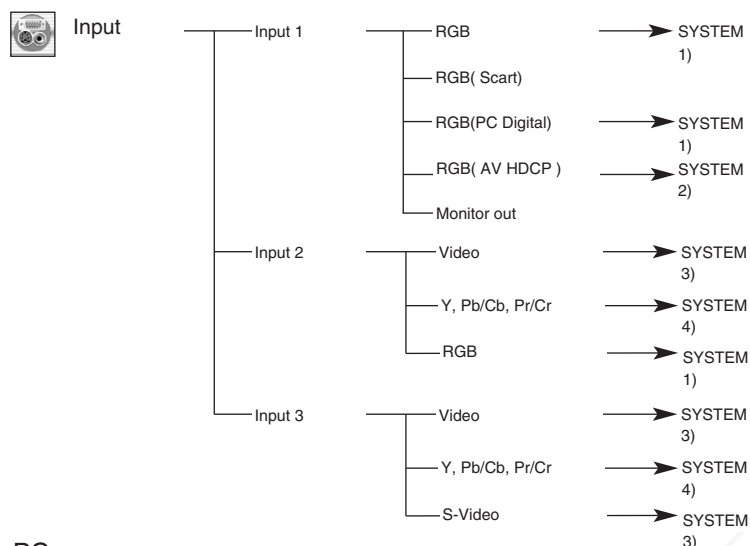 Input
Input 1
RGB
SYSTEM
1)
RGB( Scart)
RGB(PC Digital)
SYSTEM
1)
RGB( AV HDCP )
SYSTEM
2)
Monitor out
Input 2
Video
SYSTEM
3)
Y, Pb/Cb, Pr/Cr
SYSTEM
4)
RGB
SYSTEM
1)
Input 3
Video
SYSTEM
3)
Y, Pb/Cb, Pr/Cr
SYSTEM
4)
S-Video
SYSTEM
3)